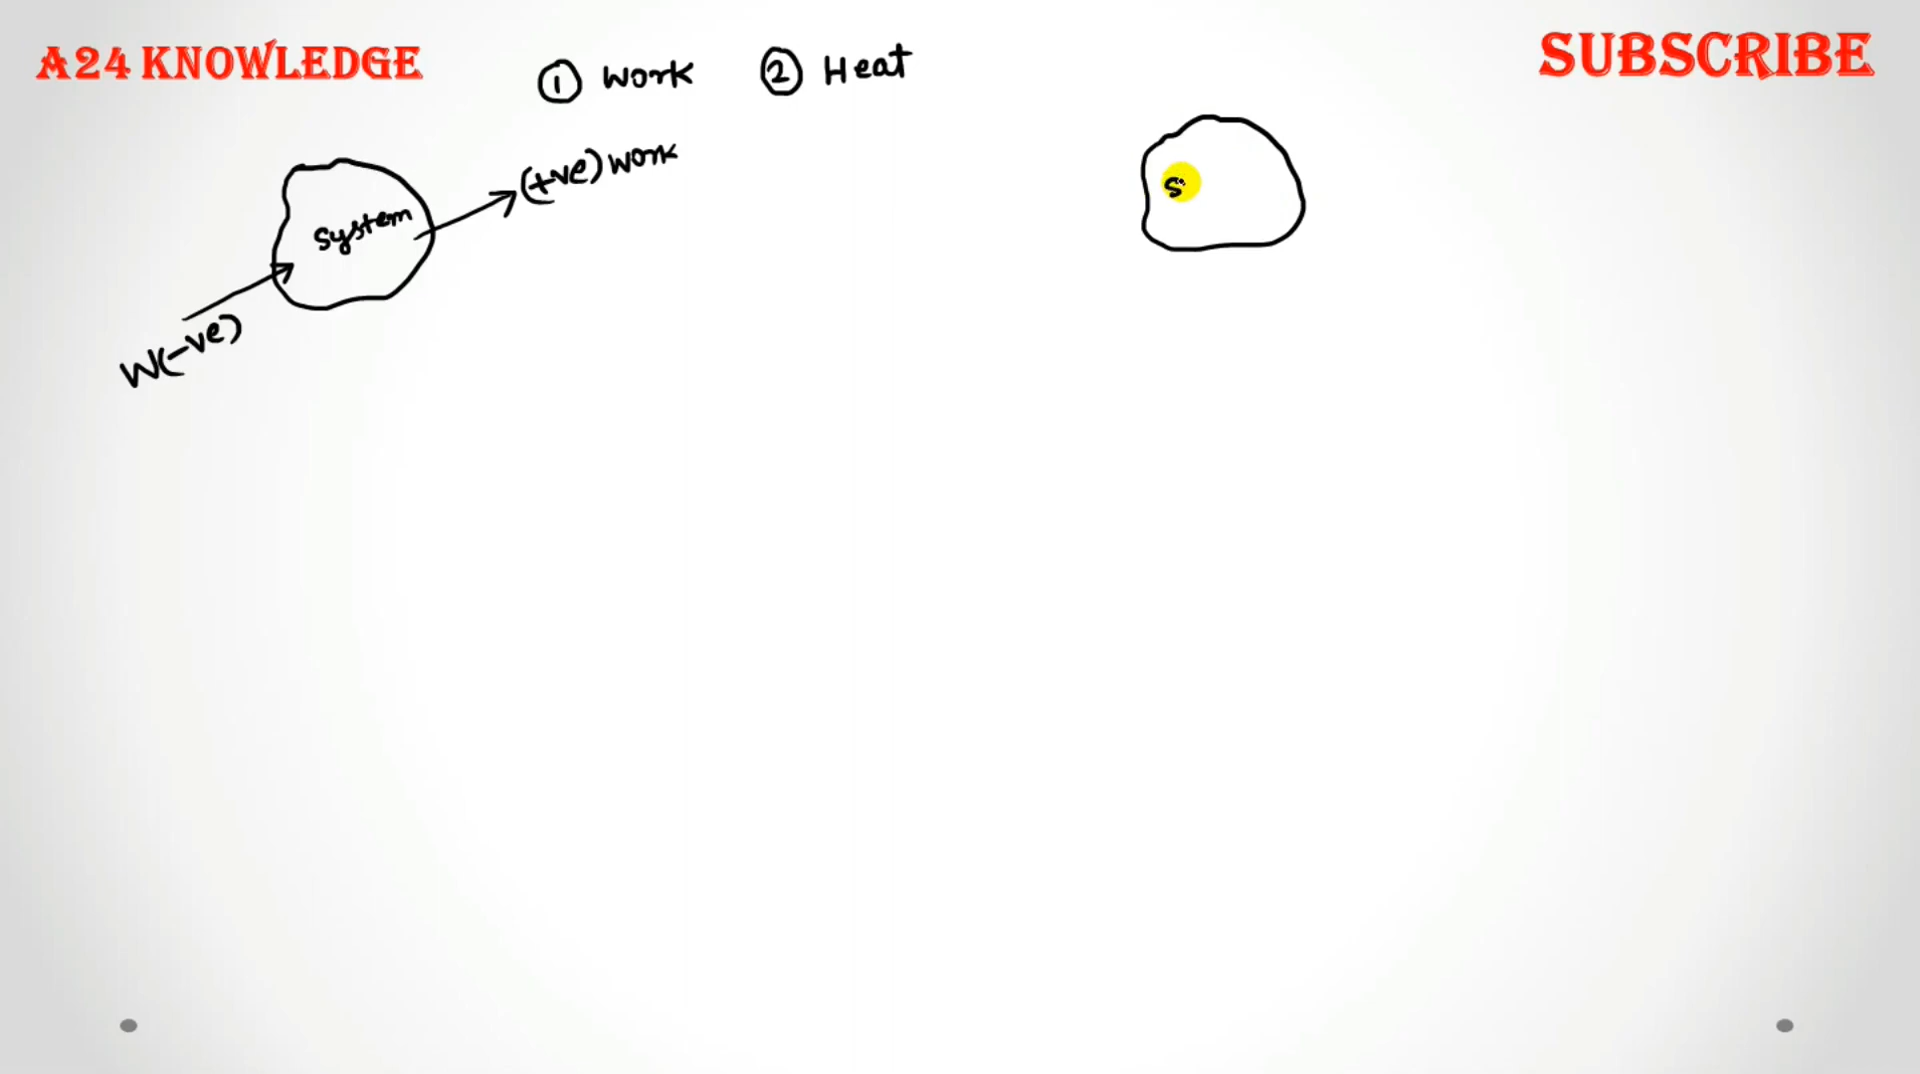 A24 KNOWLEDGE
① Work ② Heat
SUBSCRIBE
(+ve) work
system
W(-ve)
s